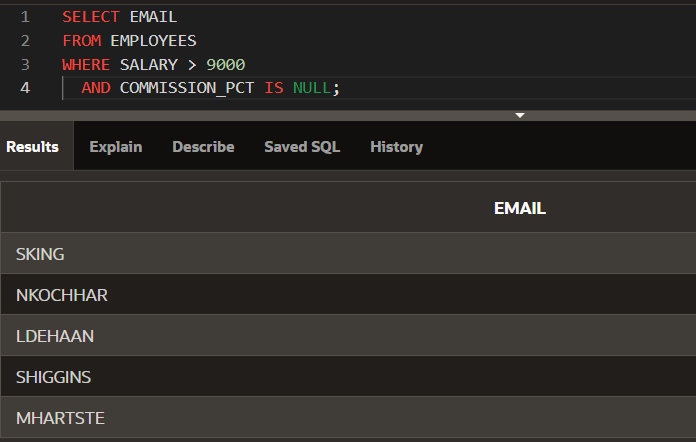 1 SELECT EMAIL
2 FROM EMPLOYEES
3 WHERE SALARY > 9000
4 AND COMMISSION_PCT IS NULL;
Results Explain Describe Saved SQL History
EMAIL
SKING
NKOCHHAR
LDEHAAN
SHIGGINS
MHARTSTE